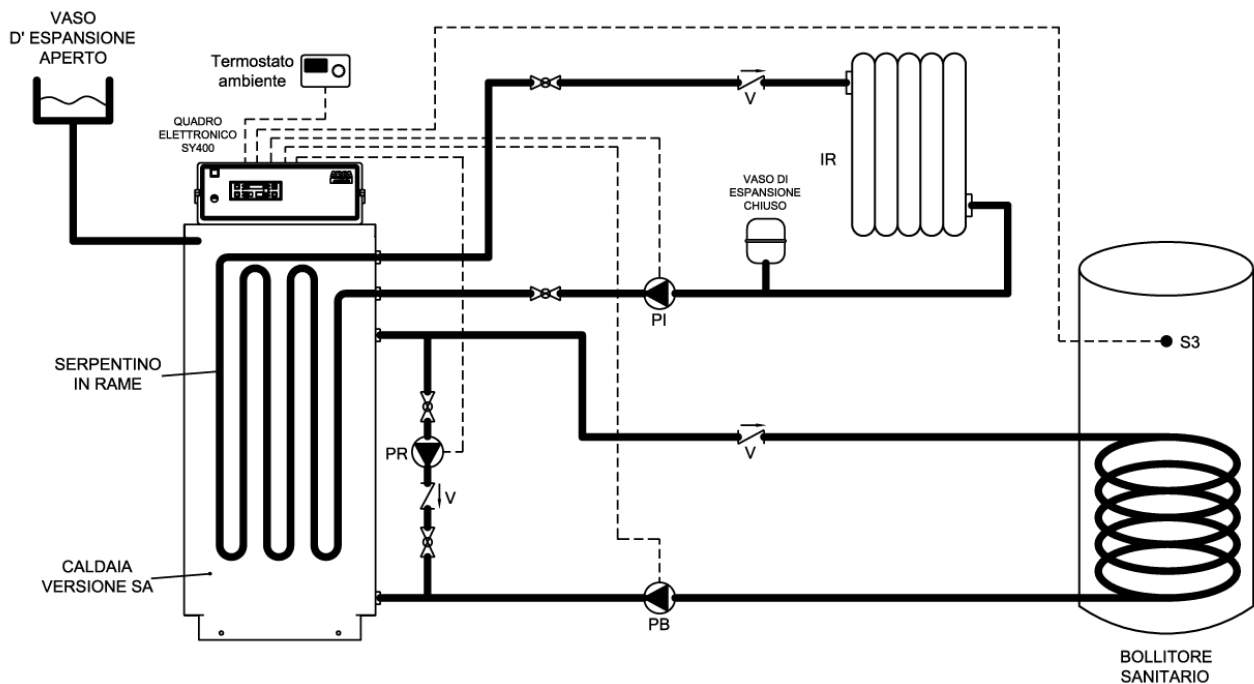 VASO
D' ESPANSIONE
APERTO
Termostato
ambiente
QUADRO
ELETTRONICO
SY400
V
IR
VASO DI
ESPANSIONE
CHIUSO
PI
S3
SERPENTINO
IN RAME
PR
V
V
CALDAIA
VERSIONE SA
PB
BOLLITORE
SANITARIO